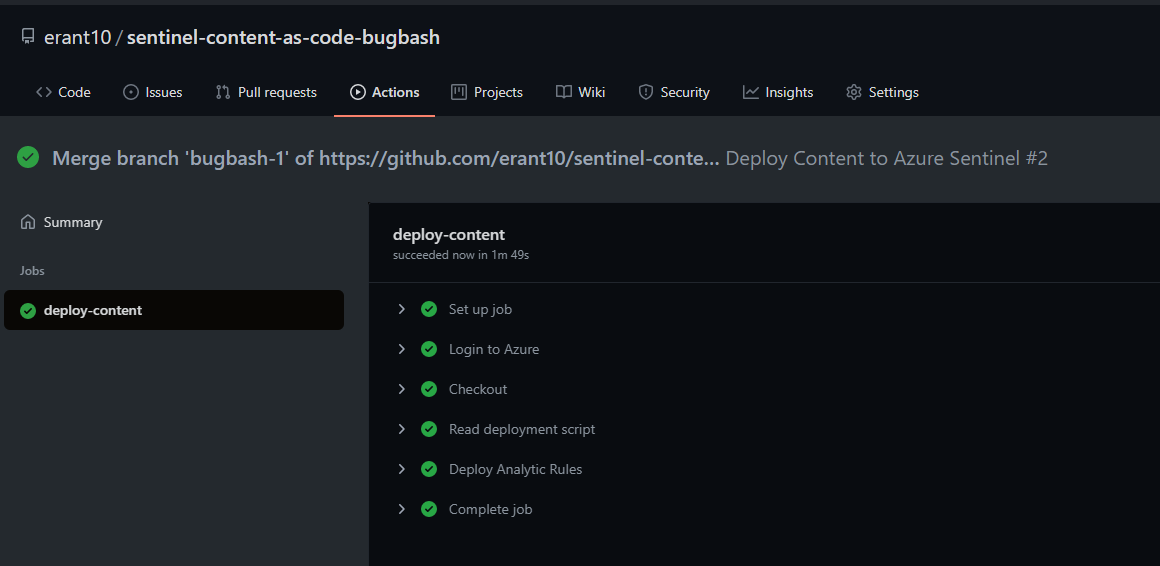 erant10 / sentinel-content-as-code-bugbash
Code Issues Pull requests Actions Projects Wiki Security Insights Settings
Merge branch 'bugbash-1' of https://github.com/erant10/sentinel-conte... Deploy Content to Azure Sentinel #2
Summary
Jobs
deploy-content
deploy-content
succeeded now in 1m 49s
Set up job
Login to Azure
Checkout
Read deployment script
Deploy Analytic Rules
Complete job